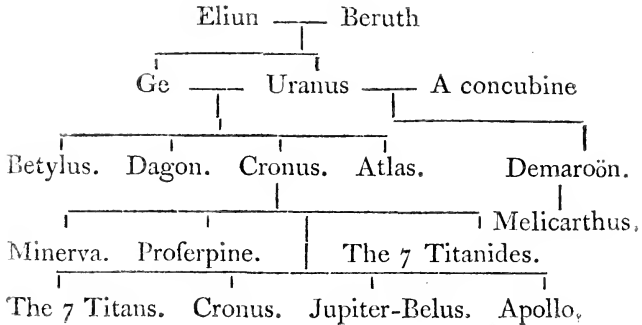 Eliun Beruth
Ge Uranus A concubine
Betylus. Dagon. Cronus. Atlas. Demaroön.
Melicarthus.
Minerva. Proferpine. The 7 Titanides.
The 7 Titans. Cronus. Jupiter-Belus. Apollo.